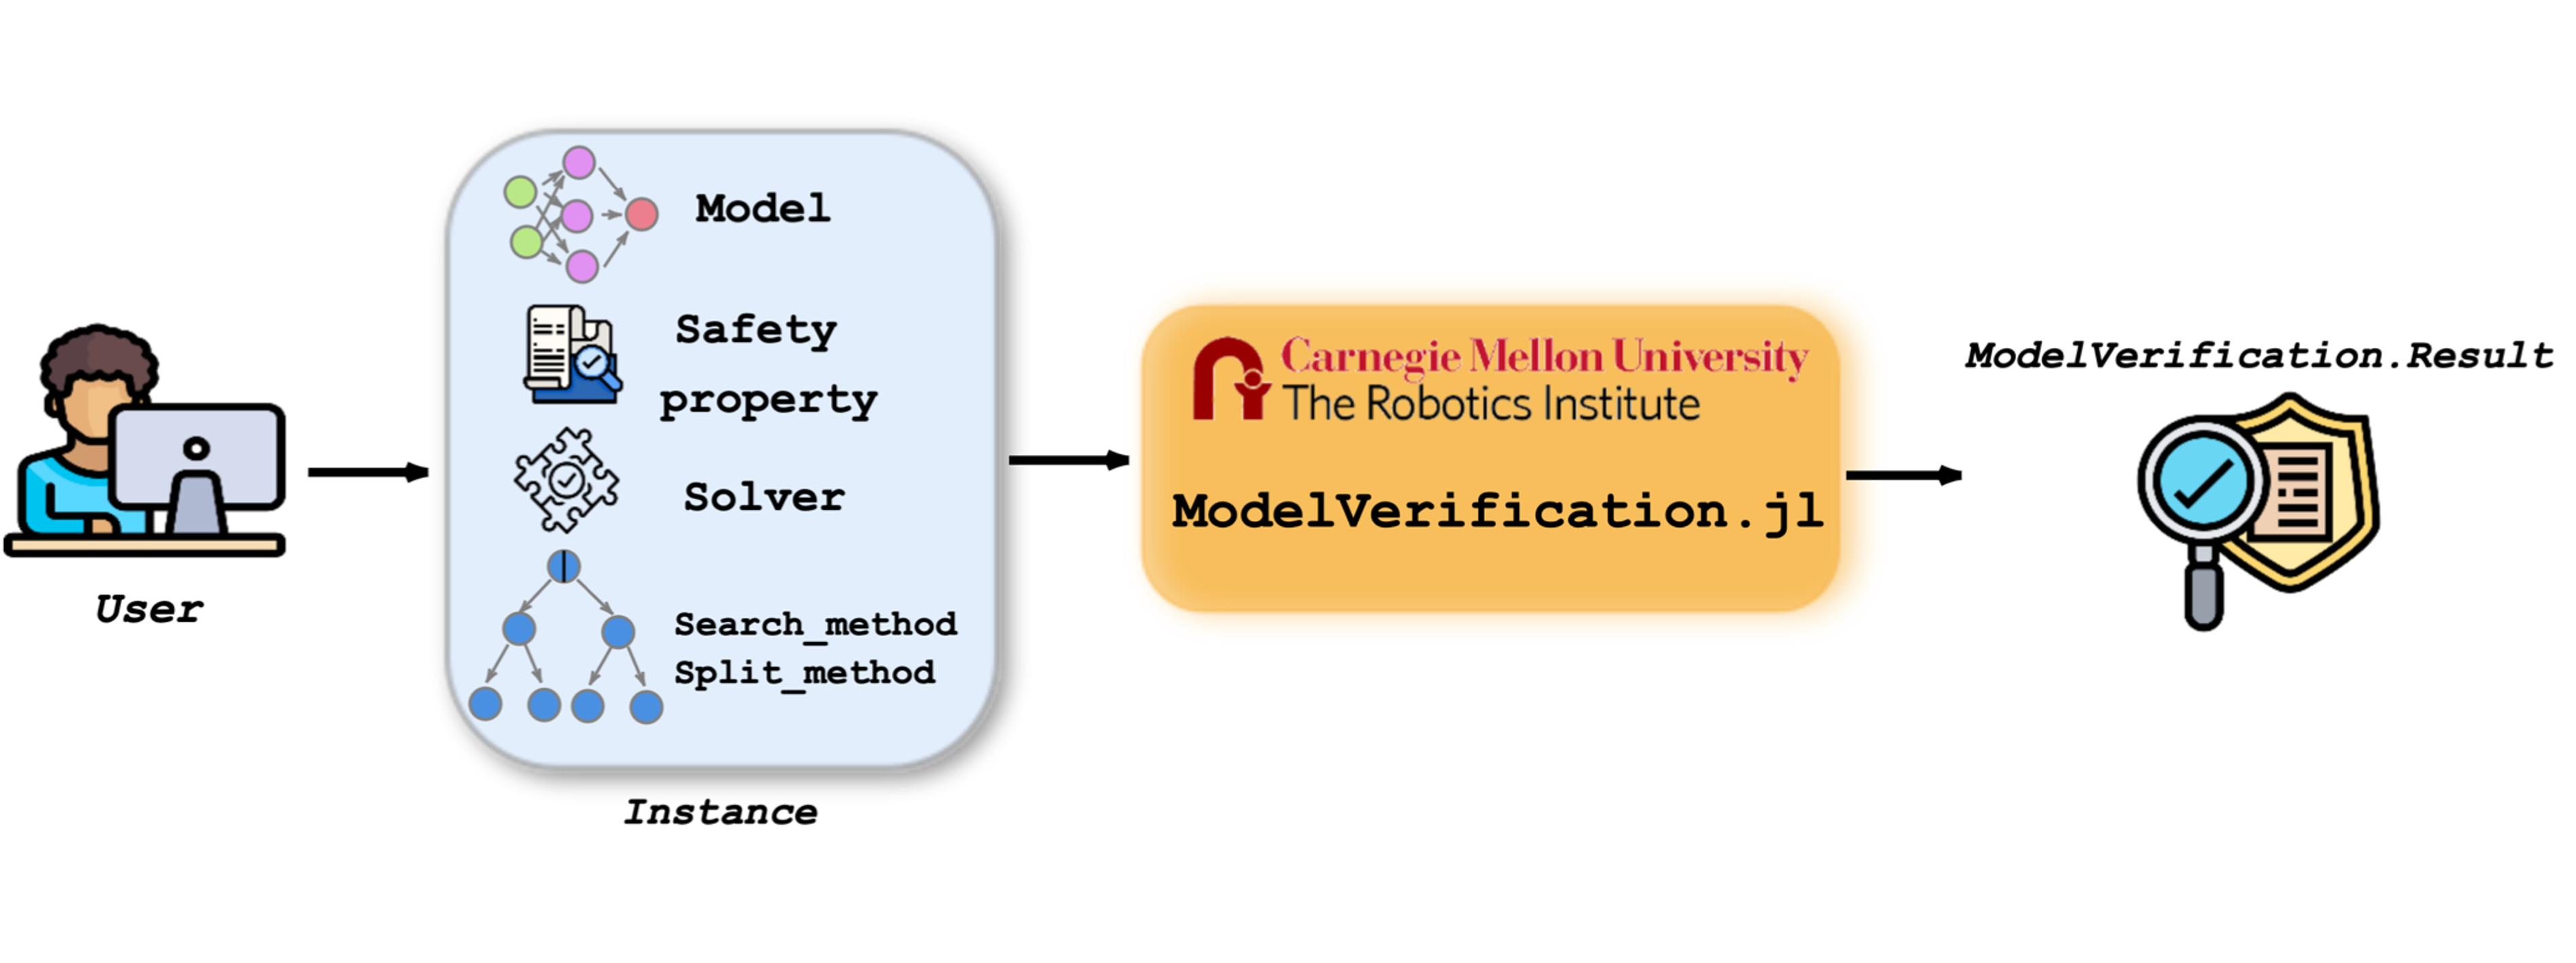 User
Model
Safety
property
Solver
Search_method
Split_method
Instance
Carnegie Mellon University
The Robotics Institute
ModelVerification.jl
ModelVerification.Result